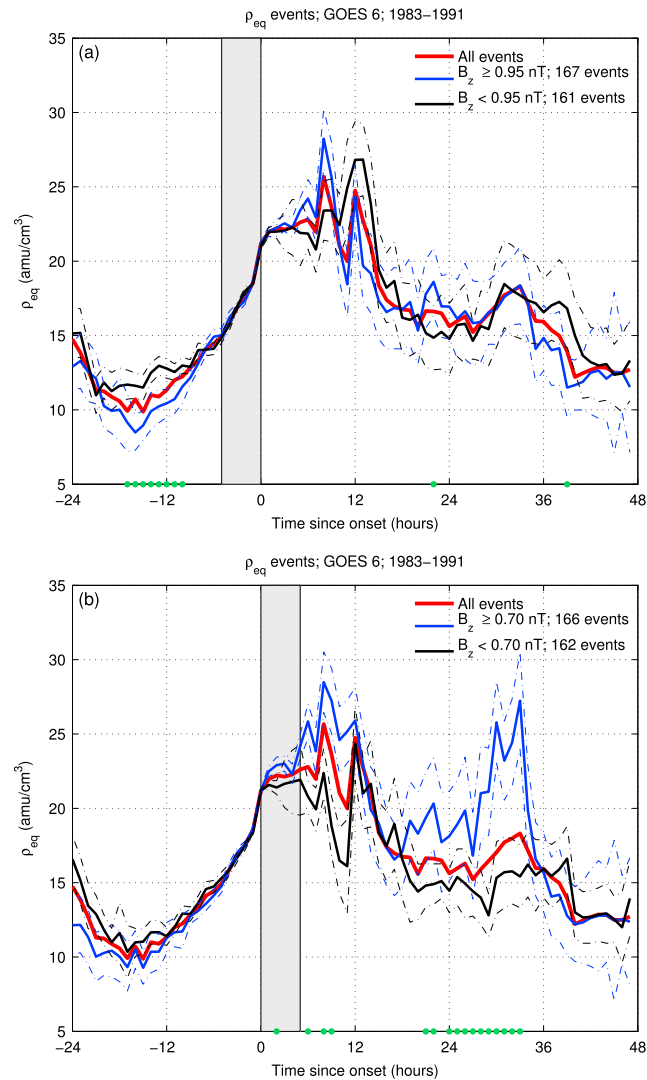 ρeq events; GOES 6; 1983−1991
(a)
All events
Bz ≥ 0.95 nT; 167 events
Bz < 0.95 nT; 161 events
35
30
25
20
15
10
5
ρeq (amu/cm3)
−24 −12 0 12 24 36 48
Time since onset (hours)
ρeq events; GOES 6; 1983−1991
(b)
All events
Bz ≥ 0.70 nT; 166 events
Bz < 0.70 nT; 162 events
35
30
25
20
15
10
5
ρeq (amu/cm3)
−24 −12 0 12 24 36 48
Time since onset (hours)